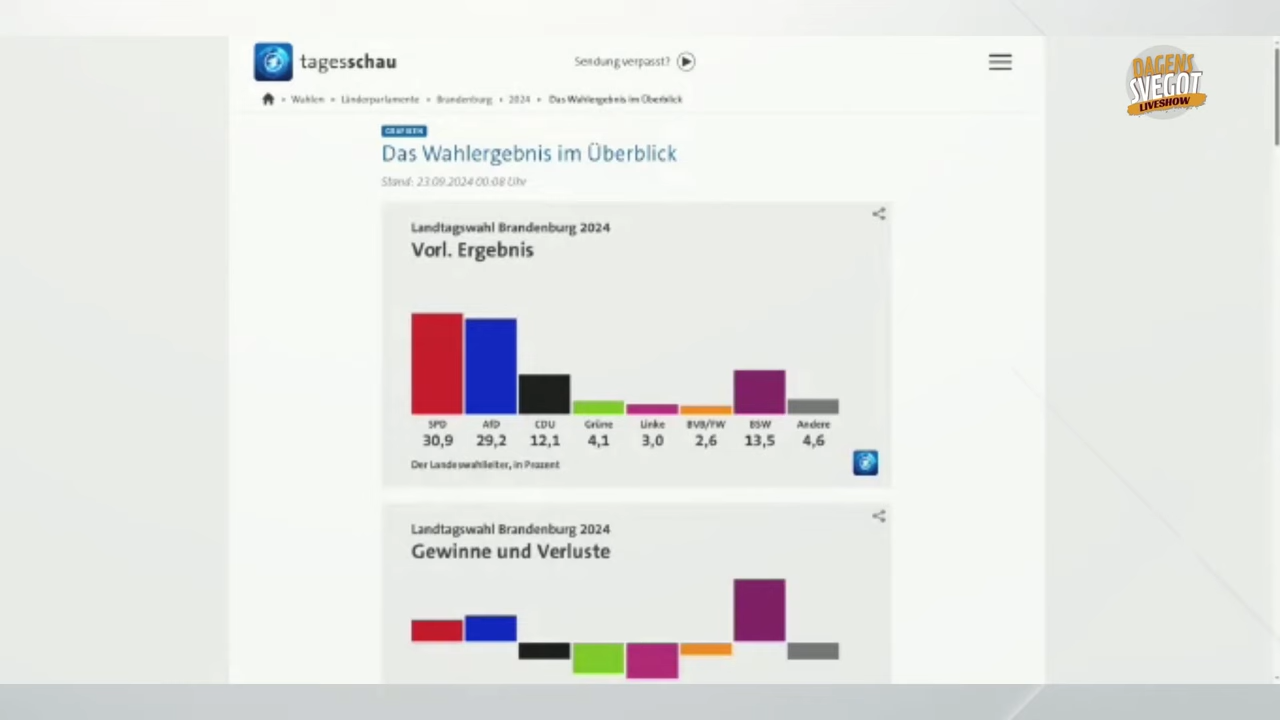 tagesschau
Sendung verpasst?
DAGENS
SVEGOT
LIVESHOW
Wahlen • Länderparlamente • Brandenburg • 2024 • Das Wahlergebnis im Überblick
GRAFIKEN
Das Wahlergebnis im Überblick
Stand: 23.09.2024 00:08 Uhr
Landtagswahl Brandenburg 2024
Vorl. Ergebnis
SPD AfD CDU Grüne Linke BVB/FW BSW Andere
30,9 29,2 12,1 4,1 3,0 2,6 13,5 4,6
Der Landeswahlleiter, in Prozent
Landtagswahl Brandenburg 2024
Gewinne und Verluste